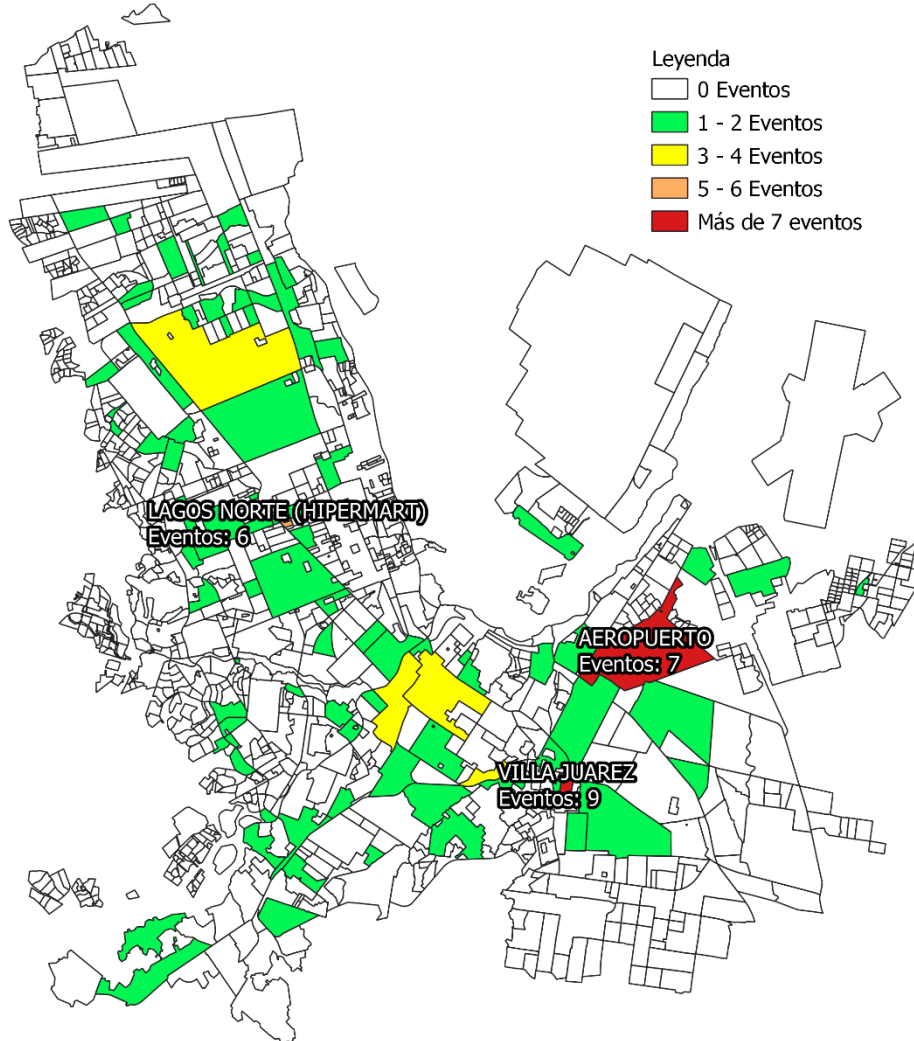 Leyenda
0 Eventos
1 - 2 Eventos
3 - 4 Eventos
5 - 6 Eventos
Más de 7 eventos
LAGOS NORTE (HIPERMART)
Eventos: 6
AEROPUERTO
Eventos: 7
VILLA JUAREZ
Eventos: 9